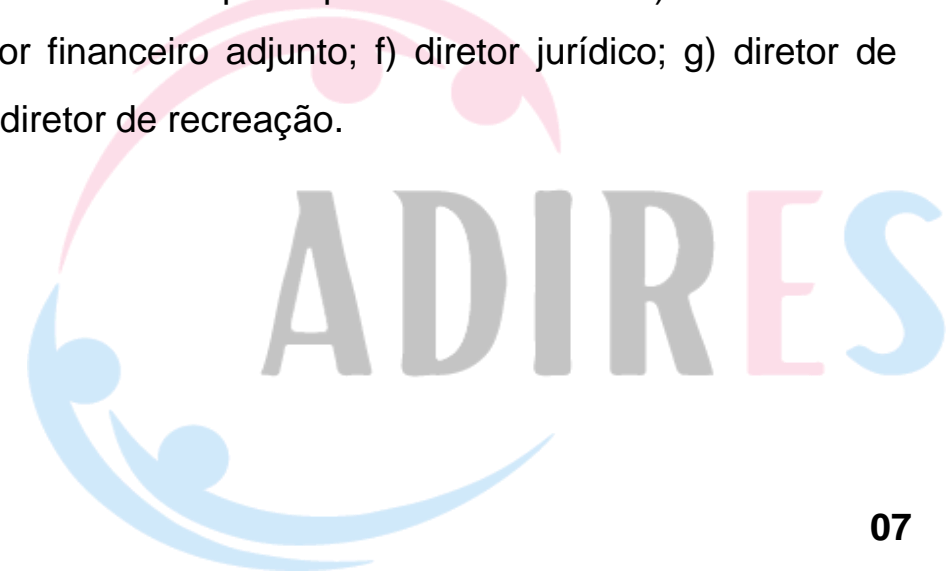 or financeiro adjunto; f) diretor jurídico; g) diretor de
diretor de recreação.
ADIRES
07